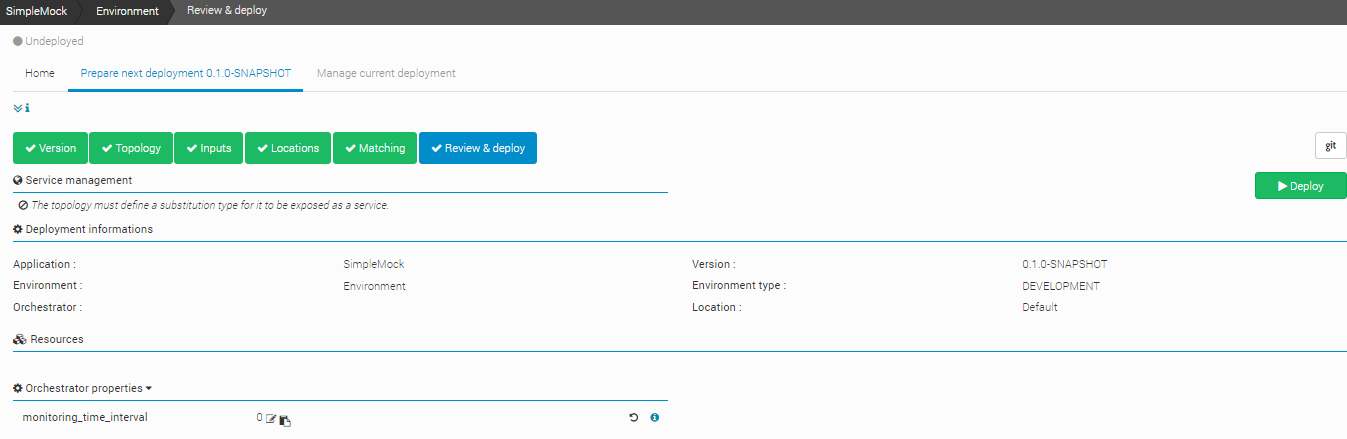 SimpleMock Environment Review & deploy
Undeployed
Home Prepare next deployment 0.1.0-SNAPSHOT Manage current deployment
Version Topology Inputs Locations Matching Review & deploy git
Service management
Deploy
The topology must define a substitution type for it to be exposed as a service.
Deployment informations
Application : SimpleMock Version : 0.1.0-SNAPSHOT
Environment : Environment Environment type : DEVELOPMENT
Orchestrator : Location : Default
Resources
Orchestrator properties
monitoring_time_interval 0